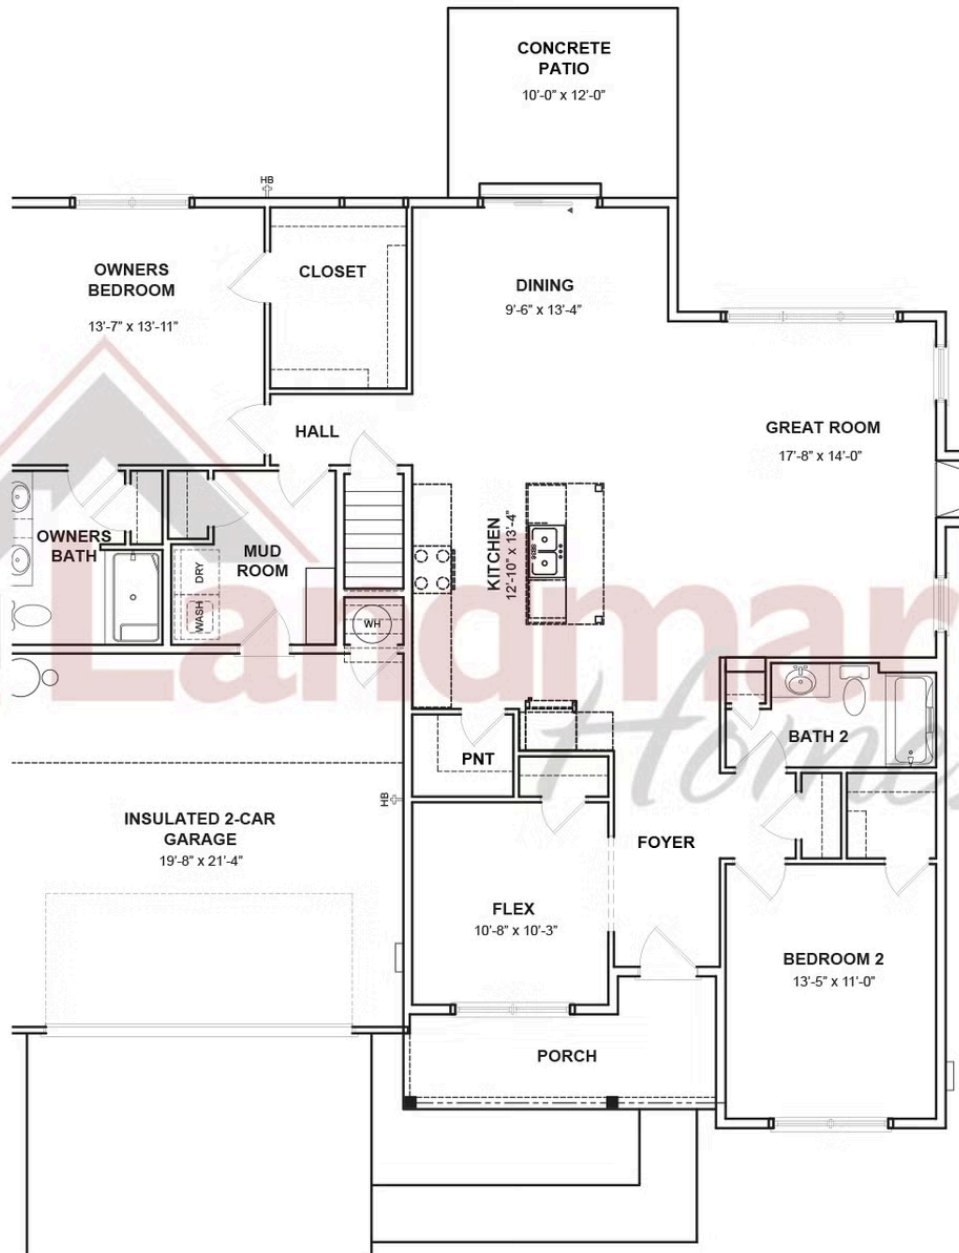 CONCRETE
PATIO
10'-0" x 12'-0"
HB
OWNERS
BEDROOM
13'-7" x 13'-11"
CLOSET
DINING
9'-6" x 13'-4"
HALL
GREAT ROOM
17'-8" x 14'-0"
OWNERS
BATH
MUD
ROOM
DRY
WASH
WH
KITCHEN
12'-10" x 13'-4"
Landmar
Homes
PNT
BATH 2
HB
INSULATED 2-CAR
GARAGE
19'-8" x 21'-4"
FOYER
FLEX
10'-8" x 10'-3"
BEDROOM 2
13'-5" x 11'-0"
PORCH